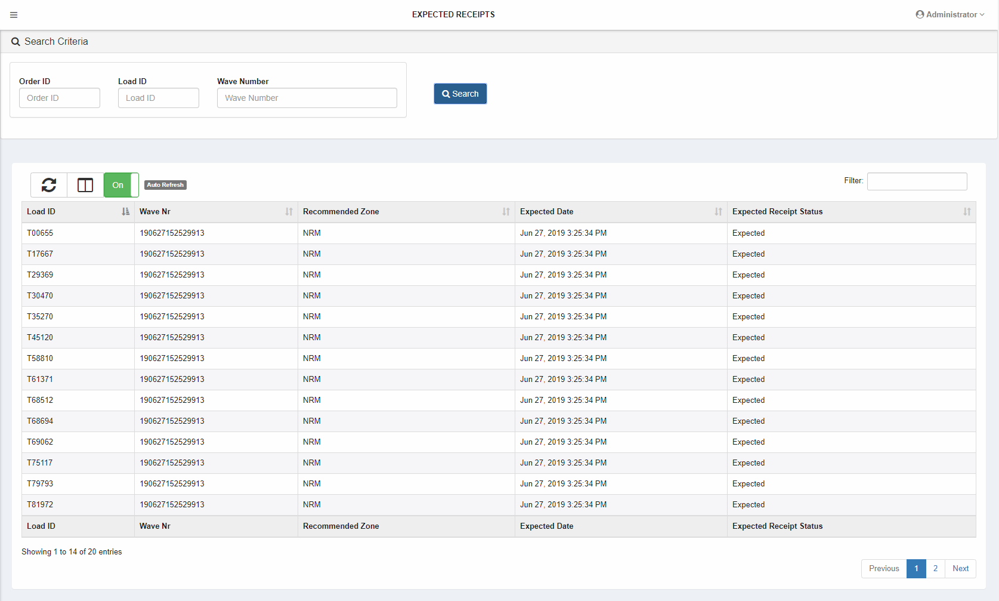 EXPECTED RECEIPTS
Administrator
Search Criteria
Order ID Load ID Wave Number
Order ID Load ID Wave Number
Search
On Auto Refresh
Filter:
Load ID Wave Nr Recommended Zone Expected Date Expected Receipt Status
T00655 190627152529913 NRM Jun 27, 2019 3:25:34 PM Expected
T17667 190627152529913 NRM Jun 27, 2019 3:25:34 PM Expected
T29369 190627152529913 NRM Jun 27, 2019 3:25:34 PM Expected
T30470 190627152529913 NRM Jun 27, 2019 3:25:34 PM Expected
T35270 190627152529913 NRM Jun 27, 2019 3:25:34 PM Expected
T45120 190627152529913 NRM Jun 27, 2019 3:25:34 PM Expected
T58810 190627152529913 NRM Jun 27, 2019 3:25:34 PM Expected
T61371 190627152529913 NRM Jun 27, 2019 3:25:34 PM Expected
T68512 190627152529913 NRM Jun 27, 2019 3:25:34 PM Expected
T68694 190627152529913 NRM Jun 27, 2019 3:25:34 PM Expected
T69062 190627152529913 NRM Jun 27, 2019 3:25:34 PM Expected
T75117 190627152529913 NRM Jun 27, 2019 3:25:34 PM Expected
T79793 190627152529913 NRM Jun 27, 2019 3:25:34 PM Expected
T81972 190627152529913 NRM Jun 27, 2019 3:25:34 PM Expected
Load ID Wave Nr Recommended Zone Expected Date Expected Receipt Status
Showing 1 to 14 of 20 entries
Previous 1 2 Next